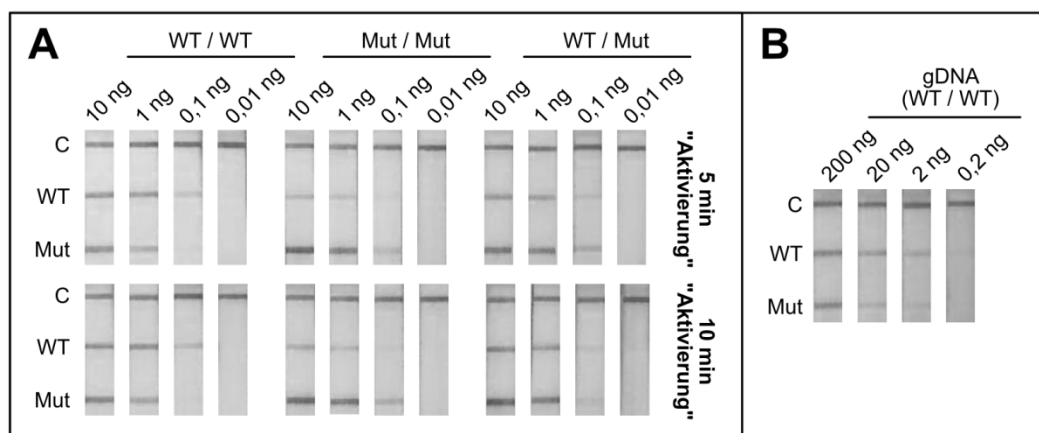 A
WT / WT
Mut / Mut
WT / Mut
10 ng 1 ng 0,1 ng 0,01 ng
10 ng 1 ng 0,1 ng 0,01 ng
10 ng 1 ng 0,1 ng 0,01 ng
C
WT
Mut
5 min
"Aktivierung"
C
WT
Mut
10 min
"Aktivierung"
B
gDNA
(WT / WT)
200 ng 20 ng 2 ng 0,2 ng
C
WT
Mut